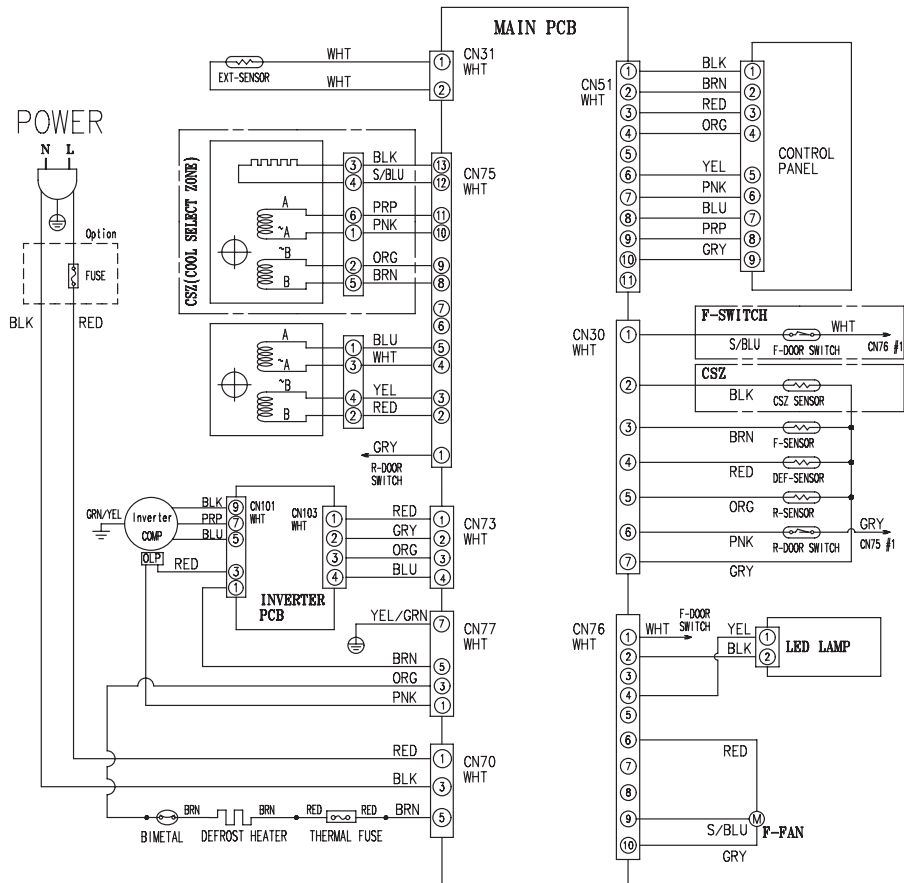 MAIN PCB
EXT-SENSOR
WHT
WHT
1
2
CN31
WHT
POWER
N L
Option
FUSE
BLK
RED
CSZ(COOL SELECT ZONE)
A
~A
~B
B
3
4
6
1
2
5
BLK
S/BLU
PRP
PNK
ORG
BRN
13
12
11
10
9
8
7
6
5
4
3
2
1
CN75
WHT
A
~A
~B
B
1
3
4
2
BLU
WHT
YEL
RED
GRY
R-DOOR
SWITCH
GRN/YEL
Inverter
COMP
OLP
BLK
PRP
BLU
RED
9
7
5
3
1
CN101
WHT
CN103
WHT
1
2
3
4
INVERTER
PCB
RED
GRY
ORG
BLU
1
2
3
4
CN73
WHT
YEL/GRN
BRN
ORG
PNK
7
5
3
1
CN77
WHT
RED
BLK
BRN
1
3
5
CN70
WHT
BRN
BRN
RED
RED
BIMETAL
DEFROST HEATER
THERMAL FUSE
CN51
WHT
1
2
3
4
5
6
7
8
9
10
11
BLK
BRN
RED
ORG
YEL
PNK
BLU
PRP
GRY
1
2
3
4
5
6
7
8
9
CONTROL
PANEL
CN30
WHT
1
2
3
4
5
6
7
F-SWITCH
S/BLU
F-DOOR SWITCH
WHT
CN76 #1
CSZ
BLK
CSZ SENSOR
BRN
F-SENSOR
RED
DEF-SENSOR
ORG
R-SENSOR
PNK
R-DOOR SWITCH
GRY
CN75 #1
GRY
CN76
WHT
1
2
3
4
5
6
7
8
9
10
WHT
F-DOOR
SWITCH
YEL
BLK
1
2
LED LAMP
RED
S/BLU
GRY
M
F-FAN